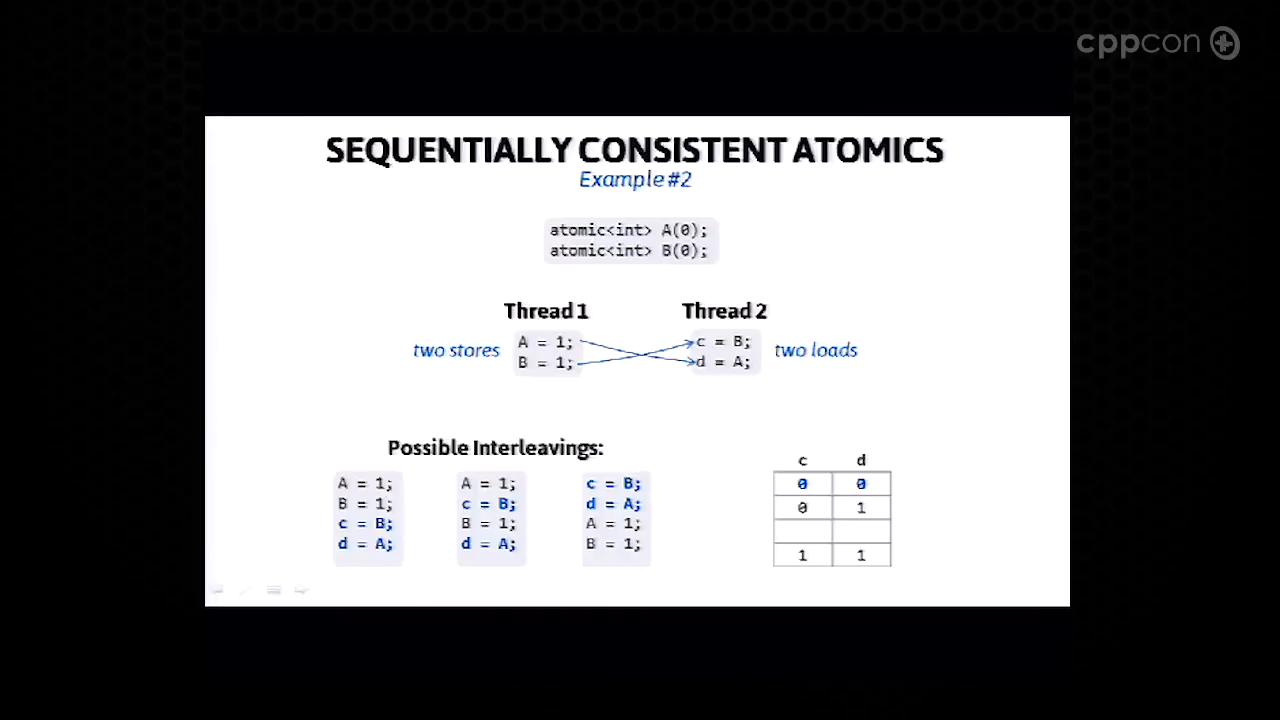 cppcon
SEQUENTIALLY CONSISTENT ATOMICS
Example #2
atomic<int> A(0);
atomic<int> B(0);
Thread 1
Thread 2
two stores
A = 1;
B = 1;
c = B;
d = A;
two loads
Possible Interleavings:
A = 1;
B = 1;
c = B;
d = A;
A = 1;
c = B;
B = 1;
d = A;
c = B;
d = A;
A = 1;
B = 1;
c d
0 0
0 1
1 1